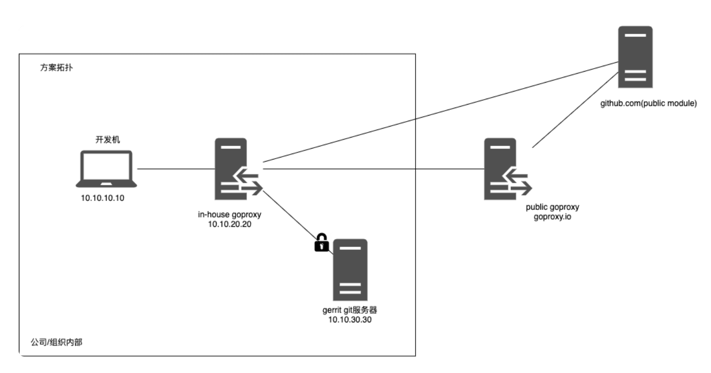 方案拓扑
github.com(public module)
开发机
10.10.10.10
in-house goproxy
10.10.20.20
public goproxy
goproxy.io
gerrit git服务器
10.10.30.30
公司/组织内部